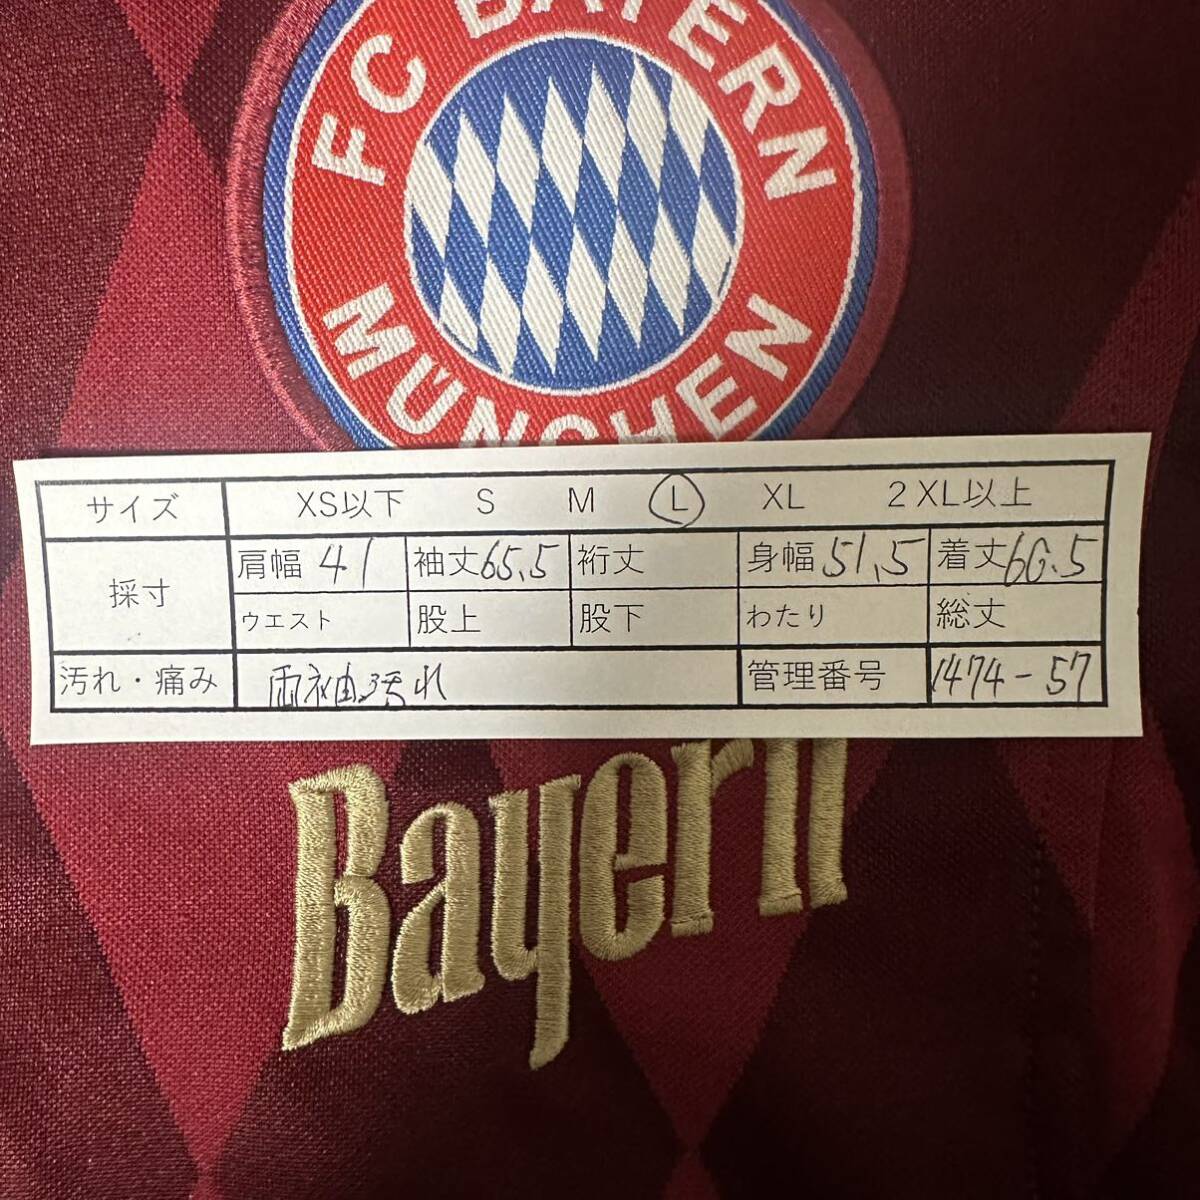 FC BAYERN
MÜNCHEN
サイズ XS以下 S M L XL 2XL以上
採寸 肩幅 41 袖丈 65.5 裄丈 身幅 51.5 着丈 66.5
ウエスト 股上 股下 わたり 総丈
汚れ・痛み 両袖汚れ 管理番号 1474-57
Bayern